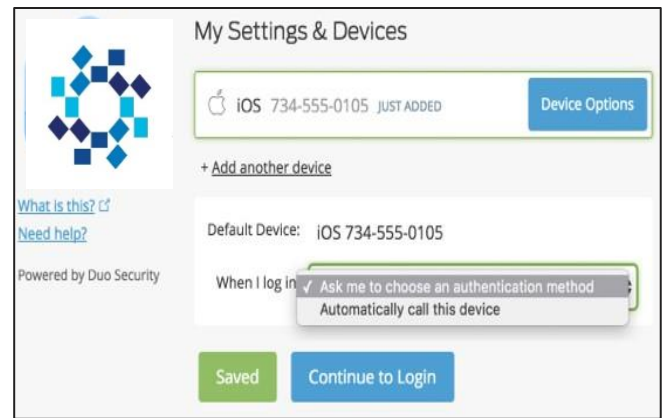 My Settings & Devices
iOS 734-555-0105 JUST ADDED
Device Options
+ Add another device
What is this?
Need help?
Powered by Duo Security
Default Device: iOS 734-555-0105
When I log in
✓ Ask me to choose an authentication method
Automatically call this device
Saved
Continue to Login